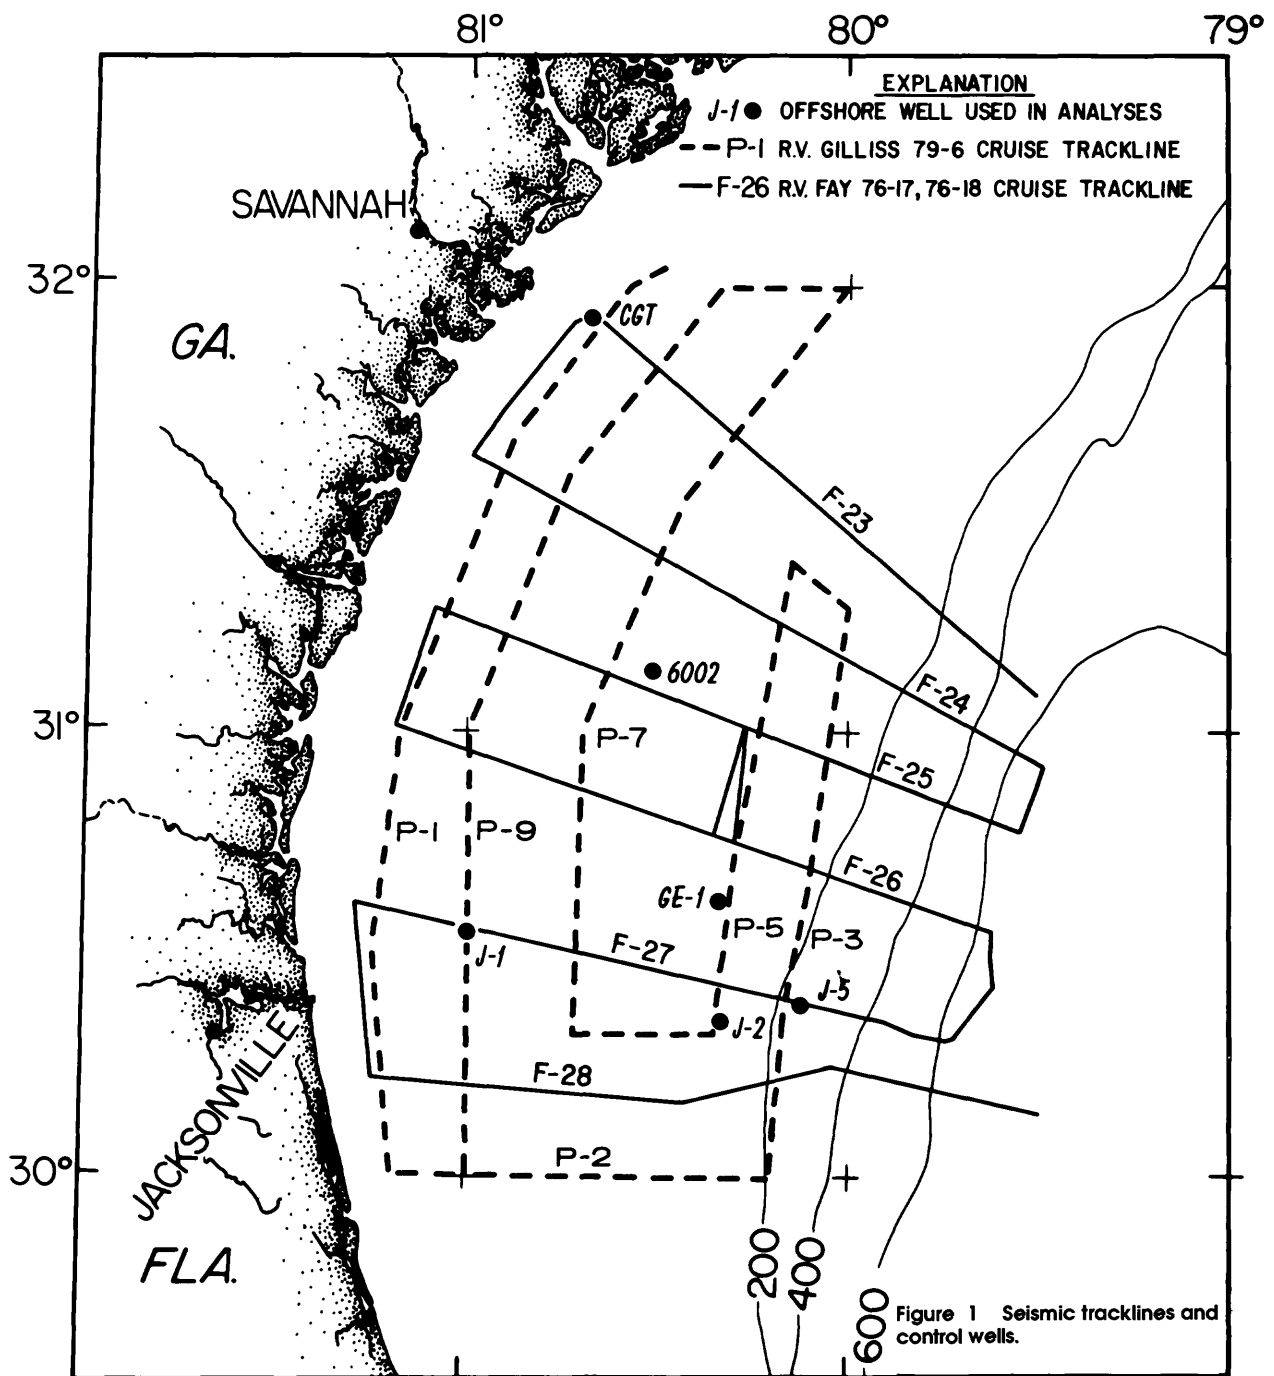 81° 80° 79°
EXPLANATION
J-1 ● OFFSHORE WELL USED IN ANALYSES
P-1 R.V. GILLISS 79-6 CRUISE TRACKLINE
F-26 R.V. FAY 76-17, 76-18 CRUISE TRACKLINE
SAVANNAH
32°
CGT
GA.
F-23
6002
F-24
31°
P-7
F-25
P-1
P-9
F-26
GE-1
P-5
P-3
F-27
J-1
J-5
J-2
JACKSONVILLE
F-28
30°
P-2
FLA.
200
400
600
Figure 1 Seismic tracklines and
control wells.